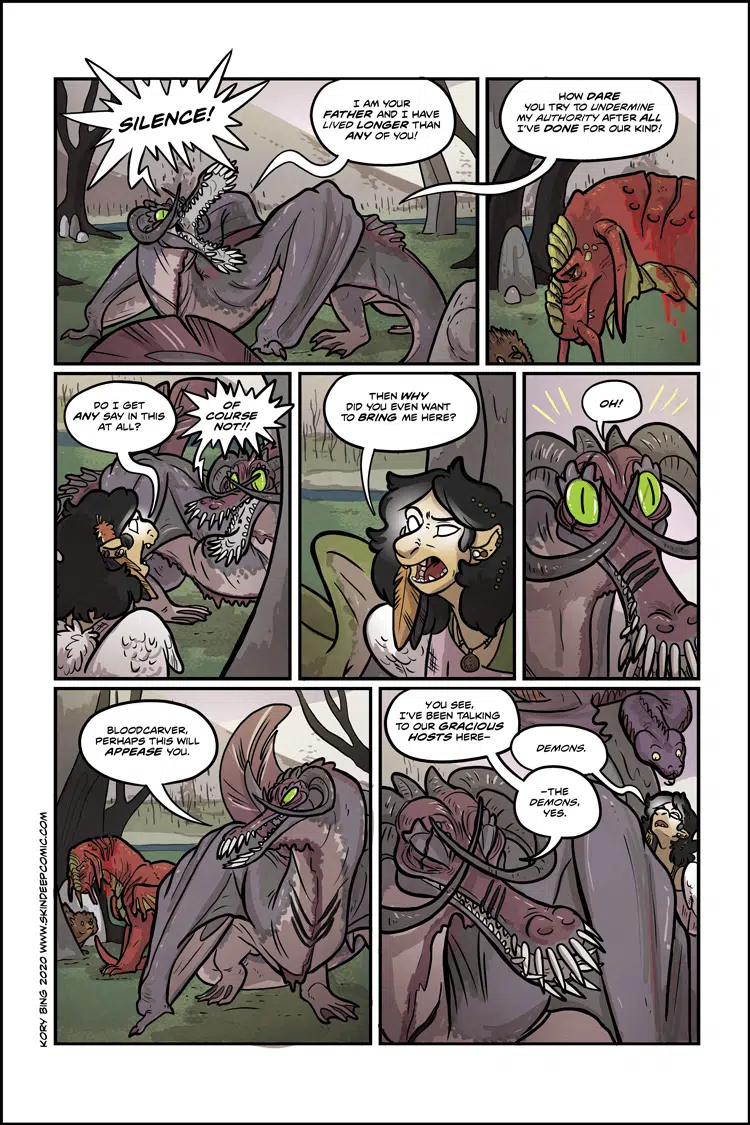 SILENCE!
I AM YOUR
FATHER AND I HAVE
LIVED LONGER THAN
ANY OF YOU!
HOW DARE
YOU TRY TO UNDERMINE
MY AUTHORITY AFTER ALL
I'VE DONE FOR OUR KIND!
DO I GET
ANY SAY IN THIS
AT ALL?
OF
COURSE
NOT!!
THEN WHY
DID YOU EVEN WANT
TO BRING ME HERE?
OH!
BLOODCARVER,
PERHAPS THIS WILL
APPEASE YOU.
YOU SEE,
I'VE BEEN TALKING
TO OUR GRACIOUS
HOSTS HERE–
DEMONS.
–THE
DEMONS,
YES.
KORY BING 2020 WWW.SKINDEEPCOMIC.COM